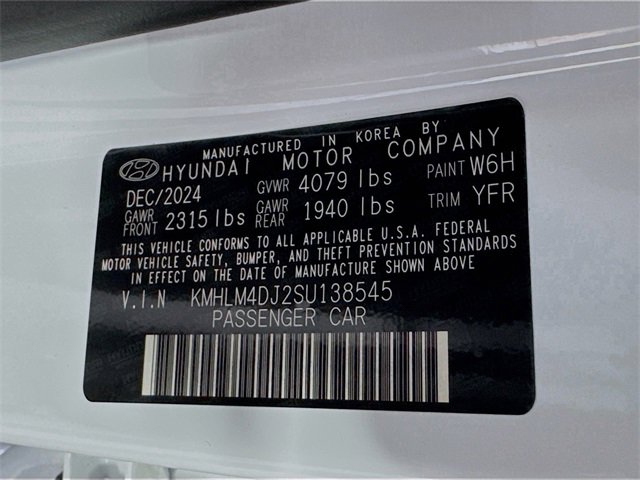 MANUFACTURED IN KOREA BY
HYUNDAI MOTOR COMPANY
DEC/2024 GVWR 4079 lbs PAINT W6H
GAWR FRONT 2315 lbs GAWR REAR 1940 lbs TRIM YFR
THIS VEHICLE CONFORMS TO ALL APPLICABLE U.S.A. FEDERAL
MOTOR VEHICLE SAFETY, BUMPER, AND THEFT PREVENTION STANDARDS
IN EFFECT ON THE DATE OF MANUFACTURE SHOWN ABOVE
V.I.N KMHLM4DJ2SU138545
PASSENGER CAR